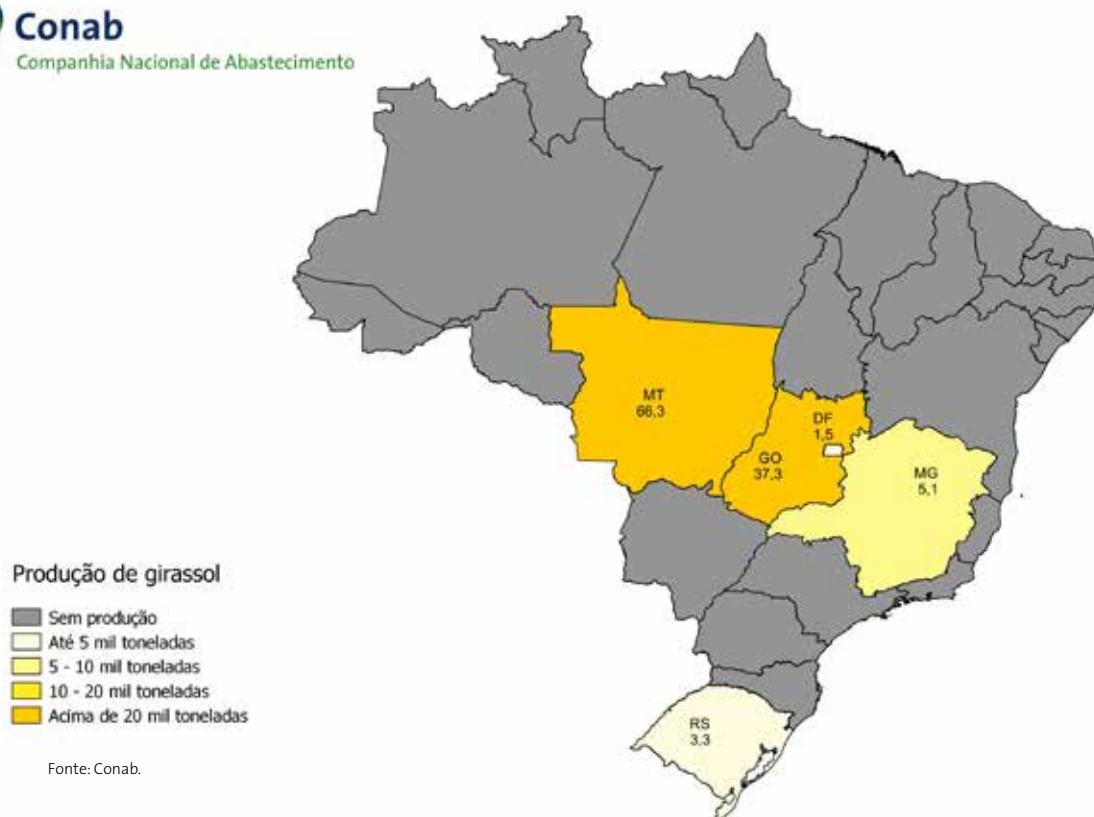 Conab
Companhia Nacional de Abastecimento
MT
66,3
DF
1,5
GO
37,3
MG
5,1
RS
3,3
Produção de girassol
Sem produção
Até 5 mil toneladas
5 - 10 mil toneladas
10 - 20 mil toneladas
Acima de 20 mil toneladas
Fonte: Conab.